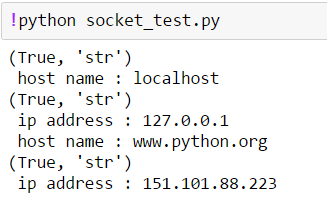 !python socket_test.py
(True, 'str')
host name : localhost
(True, 'str')
ip address : 127.0.0.1
host name : www.python.org
(True, 'str')
ip address : 151.101.88.223